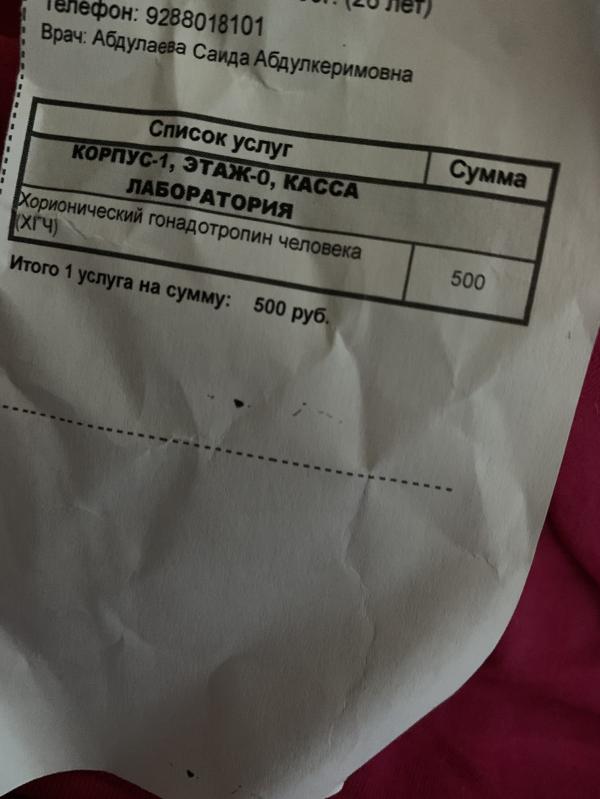 Телефон: 9288018101
Врач: Абдулаева Саида Абдулкеримовна
Список услуг
Сумма
КОРПУС-1, ЭТАЖ-0, КАССА
ЛАБОРАТОРИЯ
Хорионический гонадотропин человека
(ХГЧ)
500
Итого 1 услуга на сумму: 500 руб.